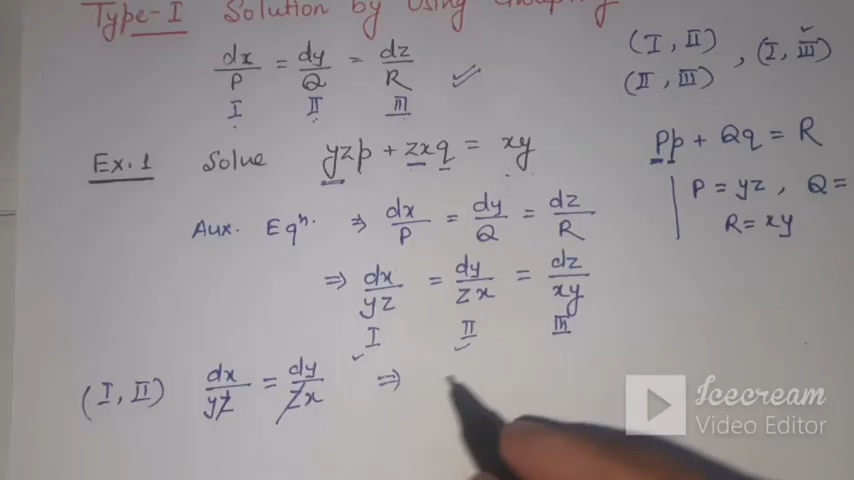 Type-I Solution by Using Grouping
dx/P = dy/Q = dz/R
I II III
(I, II), (I, III)
(II, III)
Ex.1 Solve yzp + zxq = xy
Pp + Qq = R
P = yz, Q =
R = xy
Aux. Eqⁿ. ⇒ dx/P = dy/Q = dz/R
⇒ dx/yz = dy/zx = dz/xy
I II III
(I, II) dx/yz = dy/zx ⇒
Icecream
Video Editor